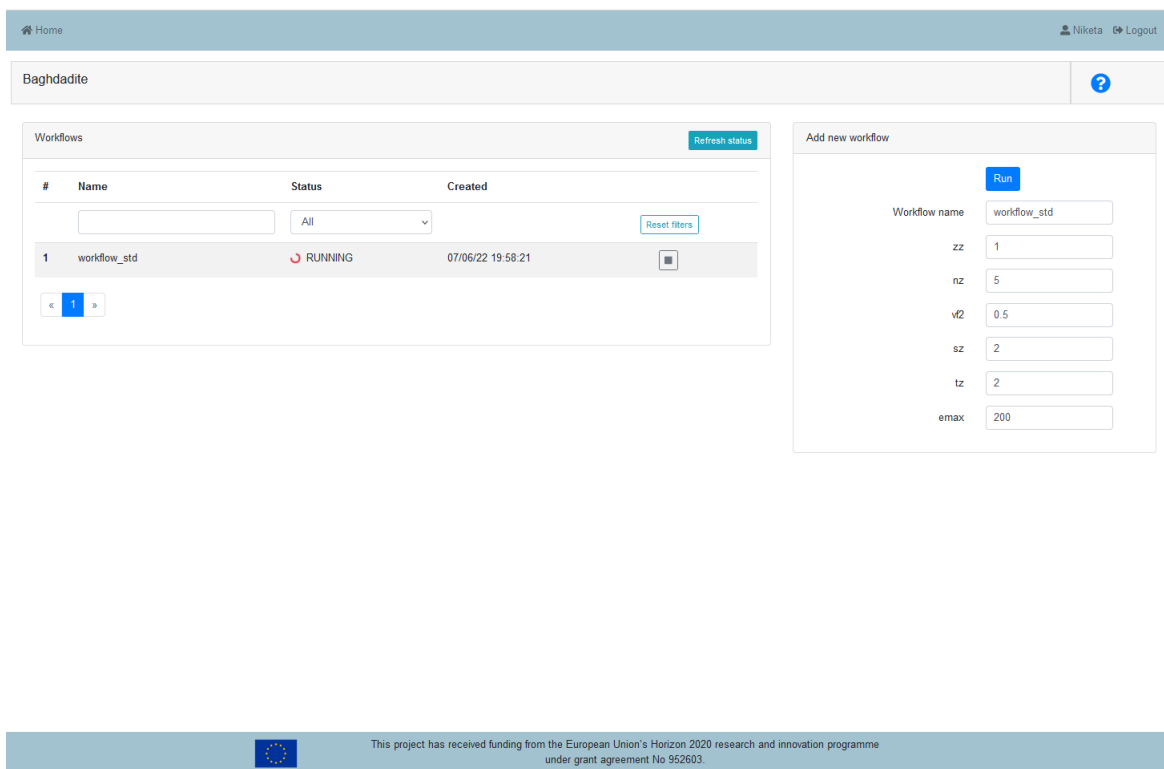 Home
Niketa Logout
Baghdadite
?
Workflows
Refresh status
# Name Status Created
All
Reset filters
1 workflow_std RUNNING 07/06/22 19:58:21
« 1 »
Add new workflow
Run
Workflow name workflow_std
zz 1
nz 5
vf2 0.5
sz 2
tz 2
emax 200
This project has received funding from the European Union's Horizon 2020 research and innovation programme
under grant agreement No 952603.